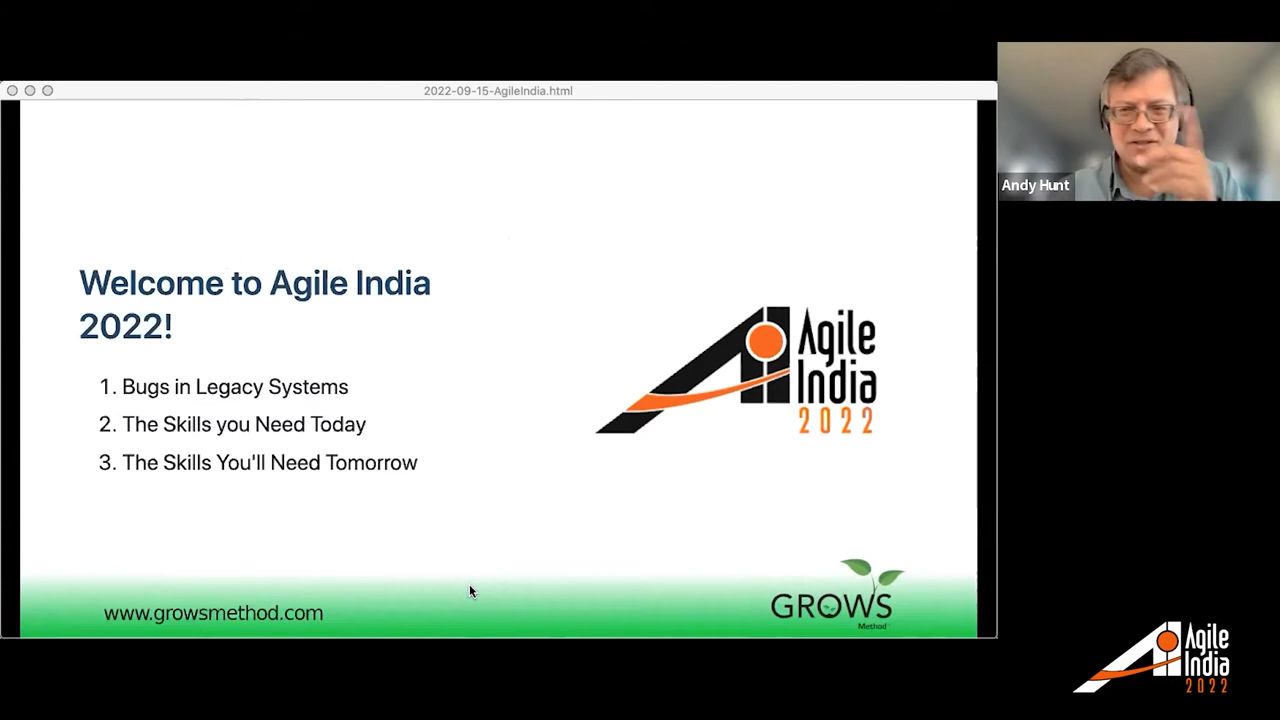 2022-09-15-AgileIndia.html
Welcome to Agile India
2022!
1. Bugs in Legacy Systems
2. The Skills you Need Today
3. The Skills You'll Need Tomorrow
Agile
India
2022
www.growsmethod.com
GROWS
Method
Andy Hunt
Agile
India
2022